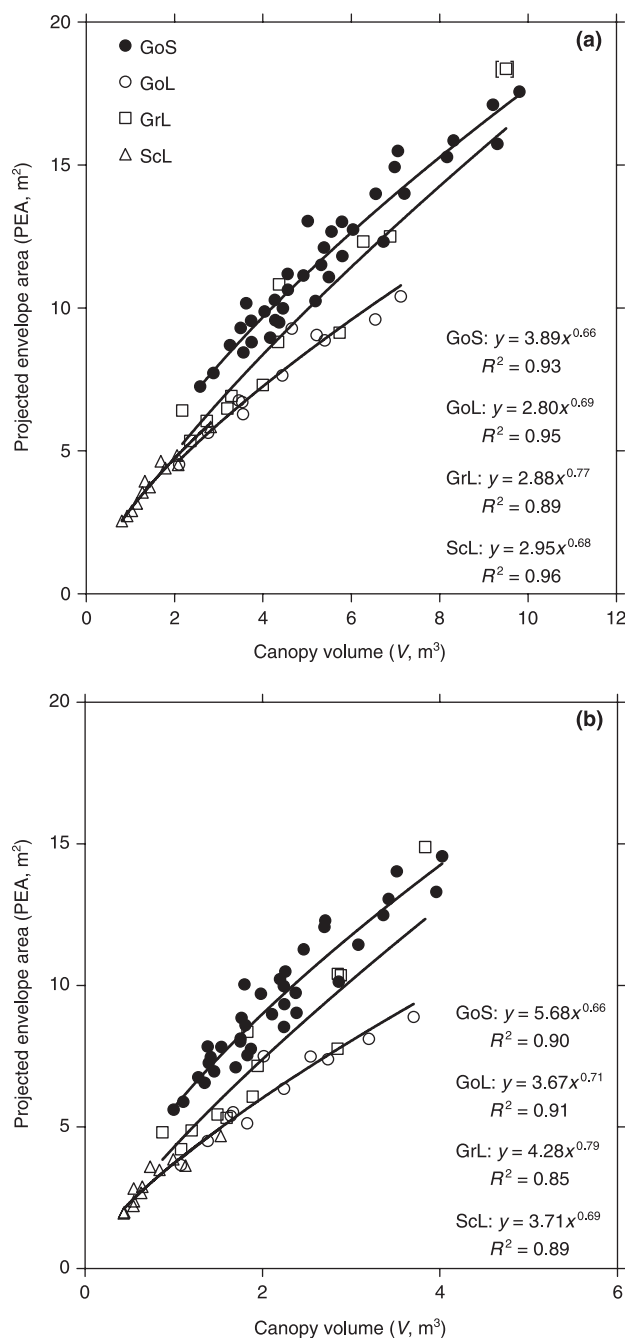 20
15
10
5
0
Projected envelope area (PEA, m²)
(a)
GoS
GoL
GrL
ScL
GoS: y = 3.89x^0.66
R² = 0.93
GoL: y = 2.80x^0.69
R² = 0.95
GrL: y = 2.88x^0.77
R² = 0.89
ScL: y = 2.95x^0.68
R² = 0.96
0 2 4 6 8 10 12
Canopy volume (V, m³)
20
15
10
5
0
Projected envelope area (PEA, m²)
(b)
GoS: y = 5.68x^0.66
R² = 0.90
GoL: y = 3.67x^0.71
R² = 0.91
GrL: y = 4.28x^0.79
R² = 0.85
ScL: y = 3.71x^0.69
R² = 0.89
0 2 4 6
Canopy volume (V, m³)